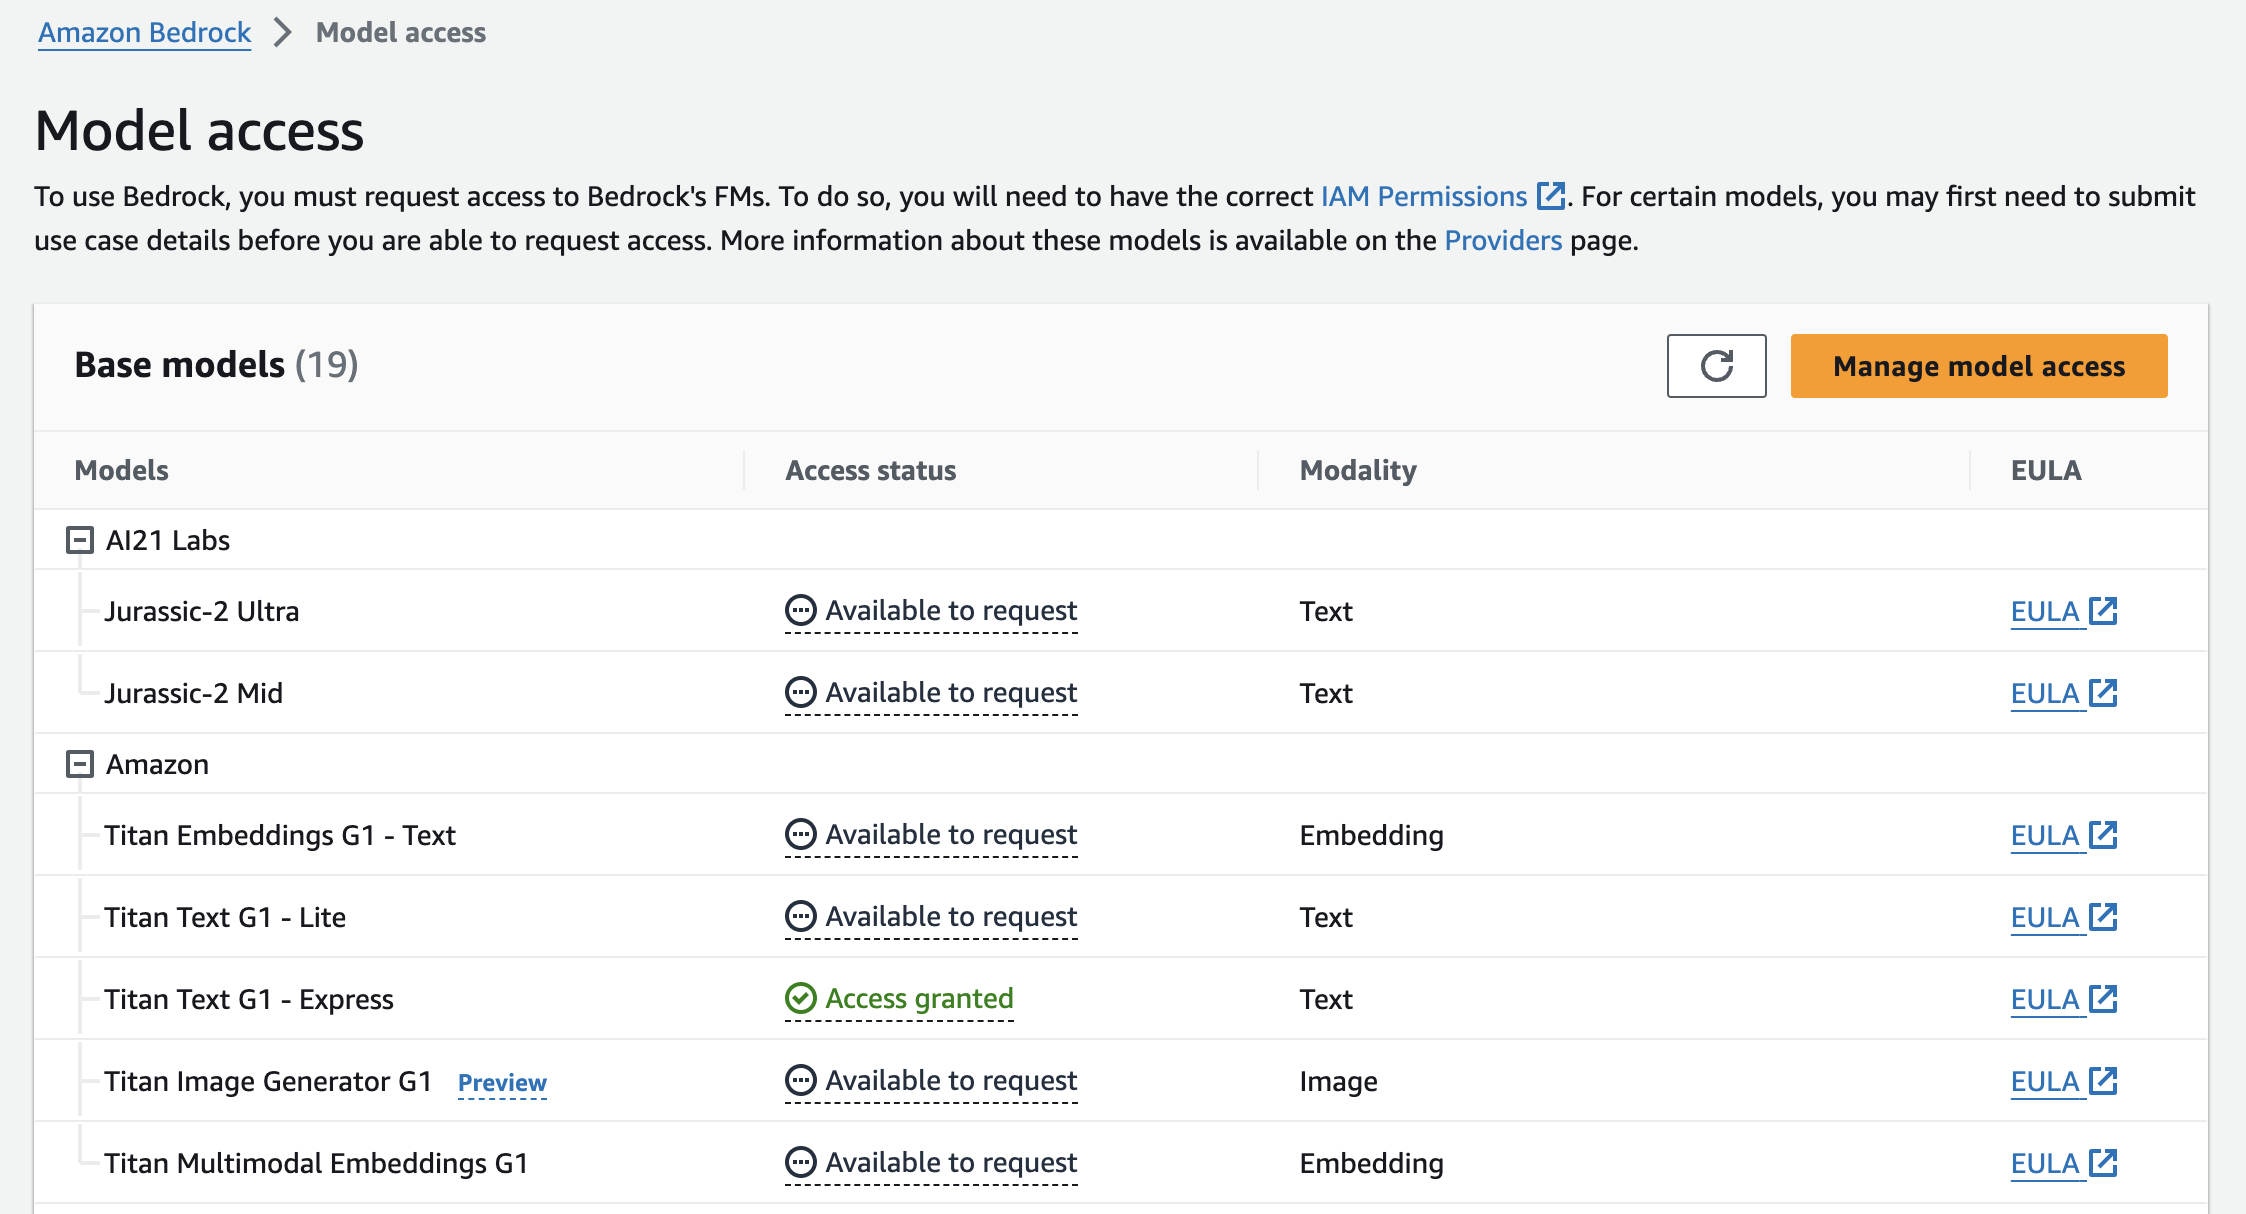 Amazon Bedrock > Model access
Model access
To use Bedrock, you must request access to Bedrock's FMs. To do so, you will need to have the correct IAM Permissions. For certain models, you may first need to submit
use case details before you are able to request access. More information about these models is available on the Providers page.
Base models (19) Manage model access
Models Access status Modality EULA
AI21 Labs
Jurassic-2 Ultra Available to request Text EULA
Jurassic-2 Mid Available to request Text EULA
Amazon
Titan Embeddings G1 - Text Available to request Embedding EULA
Titan Text G1 - Lite Available to request Text EULA
Titan Text G1 - Express Access granted Text EULA
Titan Image Generator G1 Preview Available to request Image EULA
Titan Multimodal Embeddings G1 Available to request Embedding EULA